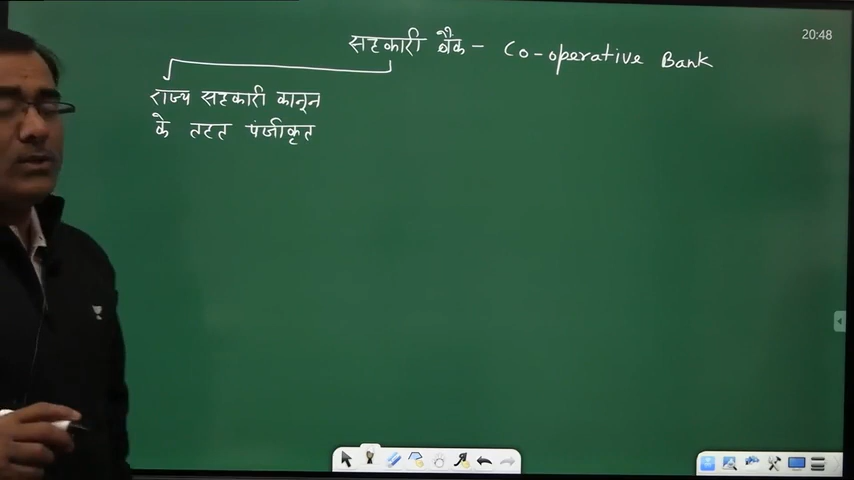 सहकारी बैंक - Co-operative Bank
20:48
राज्य सहकारी कानून
के तहत पंजीकृत